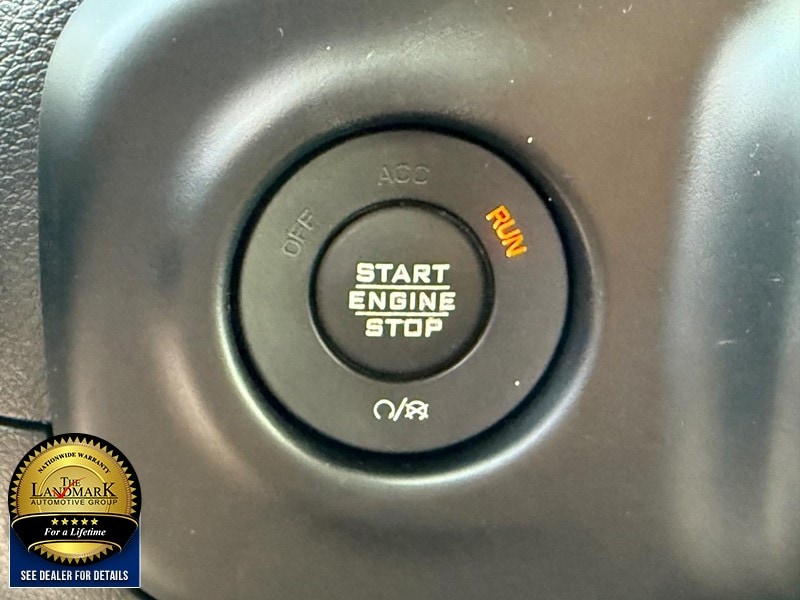 ACC
OFF
RUN
START
ENGINE
STOP
NATIONWIDE WARRANTY
THE
LANDMARK
AUTOMOTIVE GROUP
For a Lifetime
SEE DEALER FOR DETAILS